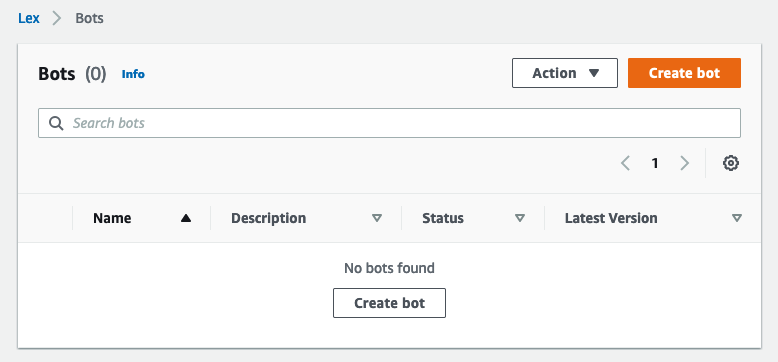 Lex Bots
Bots (0) Info Action Create bot
Search bots
1
Name Description Status Latest Version
No bots found
Create bot